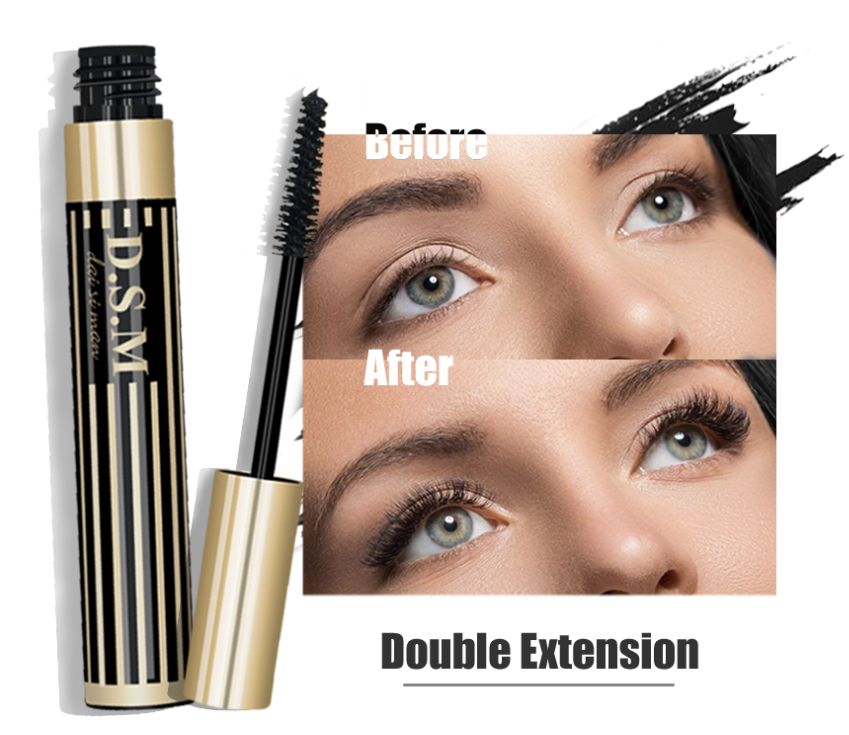 D.S.M
dai si man
Before
After
Double Extension